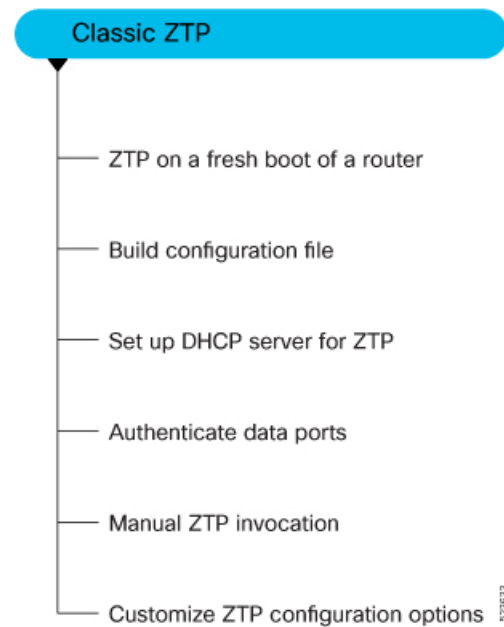 Classic ZTP
ZTP on a fresh boot of a router
Build configuration file
Set up DHCP server for ZTP
Authenticate data ports
Manual ZTP invocation
Customize ZTP configuration options